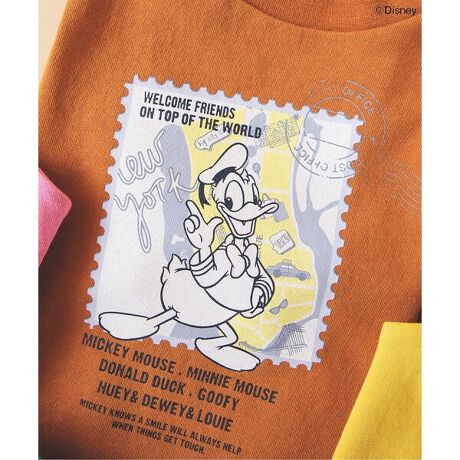 © Disney
WELCOME FRIENDS
ON TOP OF THE WORLD
New
York
POST OFFICE
MICKEY MOUSE . MINNIE MOUSE
DONALD DUCK . GOOFY
HUEY & DEWEY & LOUIE
MICKEY KNOWS A SMILE WILL ALWAYS HELP
WHEN THINGS GET TOUGH.